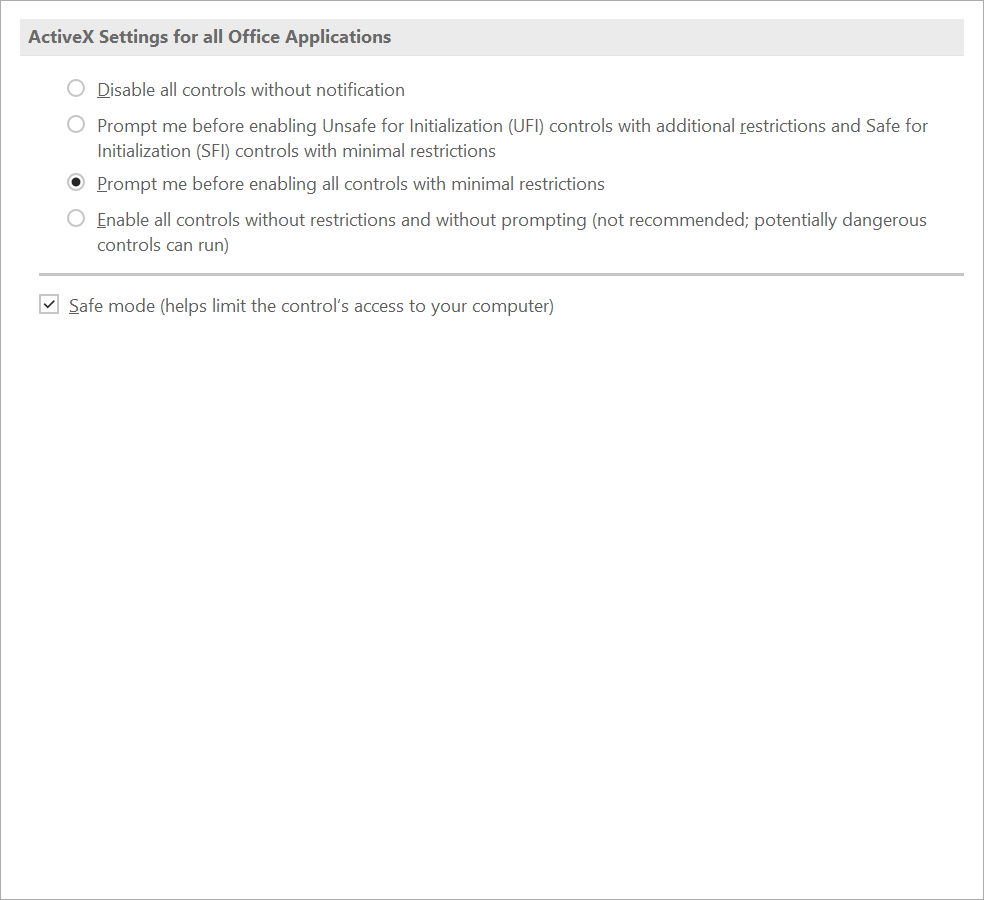 ActiveX Settings for all Office Applications
Disable all controls without notification
Prompt me before enabling Unsafe for Initialization (UFI) controls with additional restrictions and Safe for
Initialization (SFI) controls with minimal restrictions
Prompt me before enabling all controls with minimal restrictions
Enable all controls without restrictions and without prompting (not recommended; potentially dangerous
controls can run)
Safe mode (helps limit the control's access to your computer)